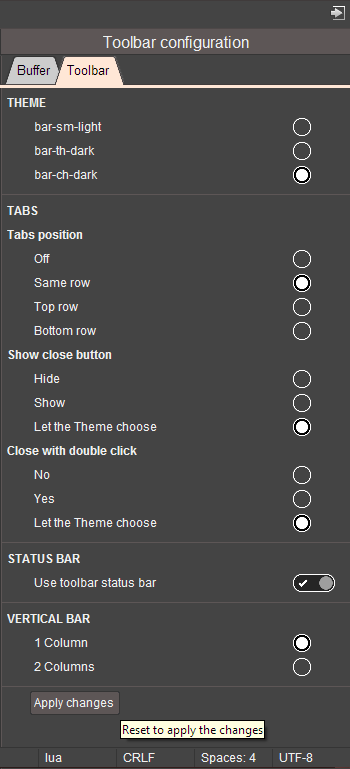 Toolbar configuration
Buffer Toolbar
THEME
bar-sm-light
bar-th-dark
bar-ch-dark
TABS
Tabs position
Off
Same row
Top row
Bottom row
Show close button
Hide
Show
Let the Theme choose
Close with double click
No
Yes
Let the Theme choose
STATUS BAR
Use toolbar status bar
VERTICAL BAR
1 Column
2 Columns
Apply changes
Reset to apply the changes
lua CRLF Spaces: 4 UTF-8